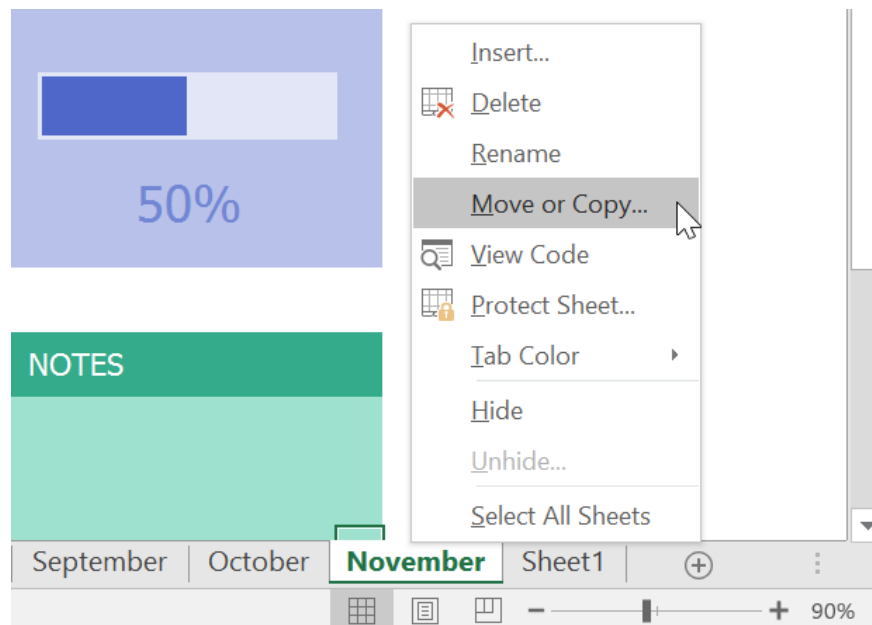 50%
NOTES
Insert...
Delete
Rename
Move or Copy...
View Code
Protect Sheet...
Tab Color
Hide
Unhide...
Select All Sheets
September October November Sheet1
90%